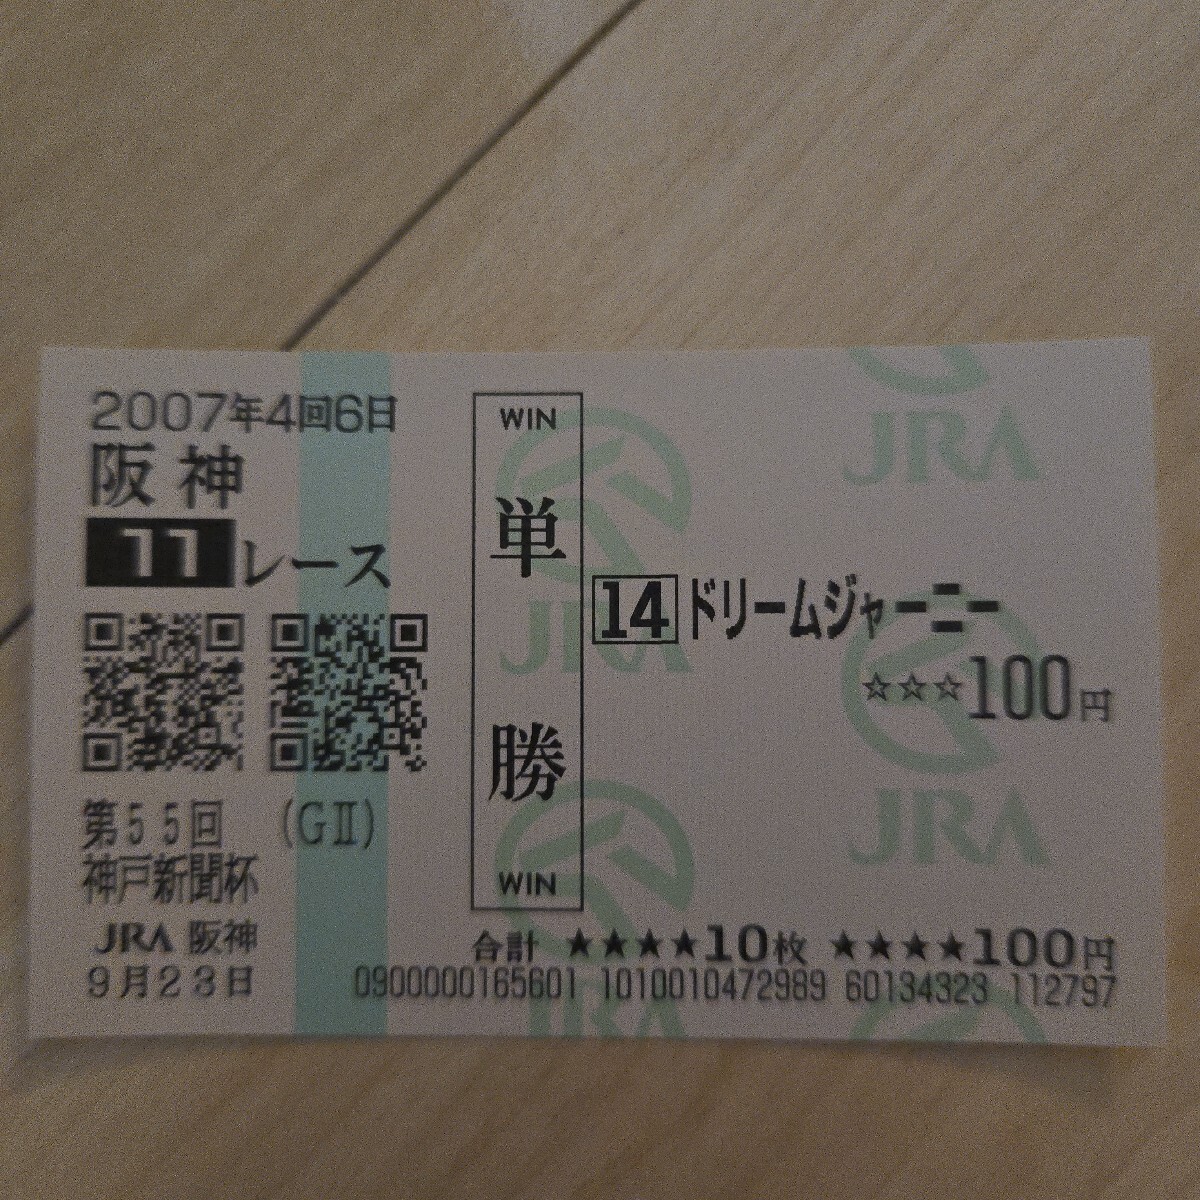 2007年4回6日
阪神
11レース
第55回 (GⅡ)
神戸新聞杯
JRA 阪神
9月23日
WIN
単勝
WIN
14 ドリームジャーニー
☆☆☆100円
合計 ★★★★10枚 ★★★★100円
0900000165601 1010010472989 60134323 112797
JRA
JRA
JRA
JRA